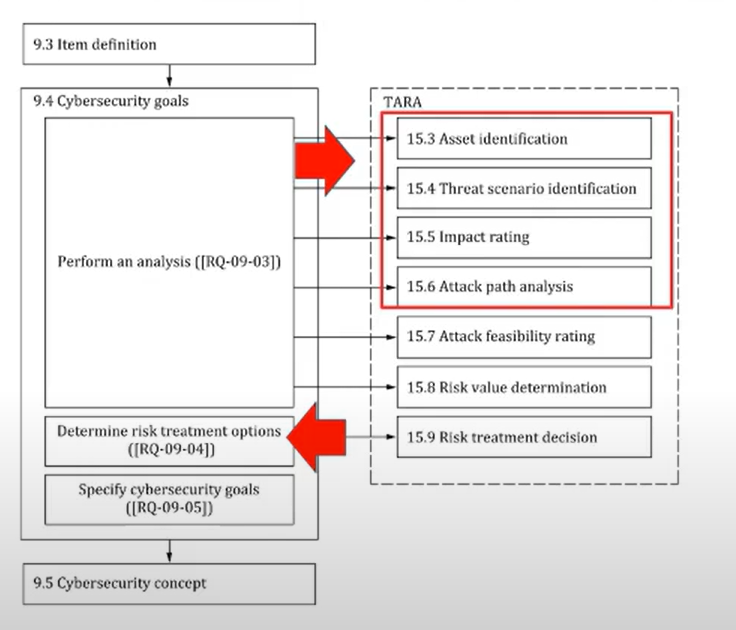 9.3 Item definition
9.4 Cybersecurity goals
Perform an analysis ([RQ-09-03])
Determine risk treatment options
([RQ-09-04])
Specify cybersecurity goals
([RQ-09-05])
9.5 Cybersecurity concept
TARA
15.3 Asset identification
15.4 Threat scenario identification
15.5 Impact rating
15.6 Attack path analysis
15.7 Attack feasibility rating
15.8 Risk value determination
15.9 Risk treatment decision